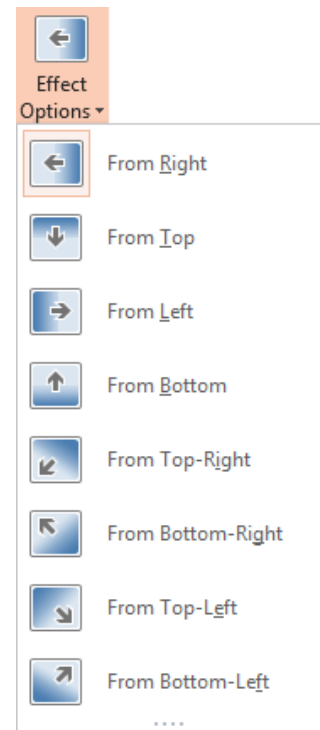 Effect
Options
From Right
From Top
From Left
From Bottom
From Top-Right
From Bottom-Right
From Top-Left
From Bottom-Left